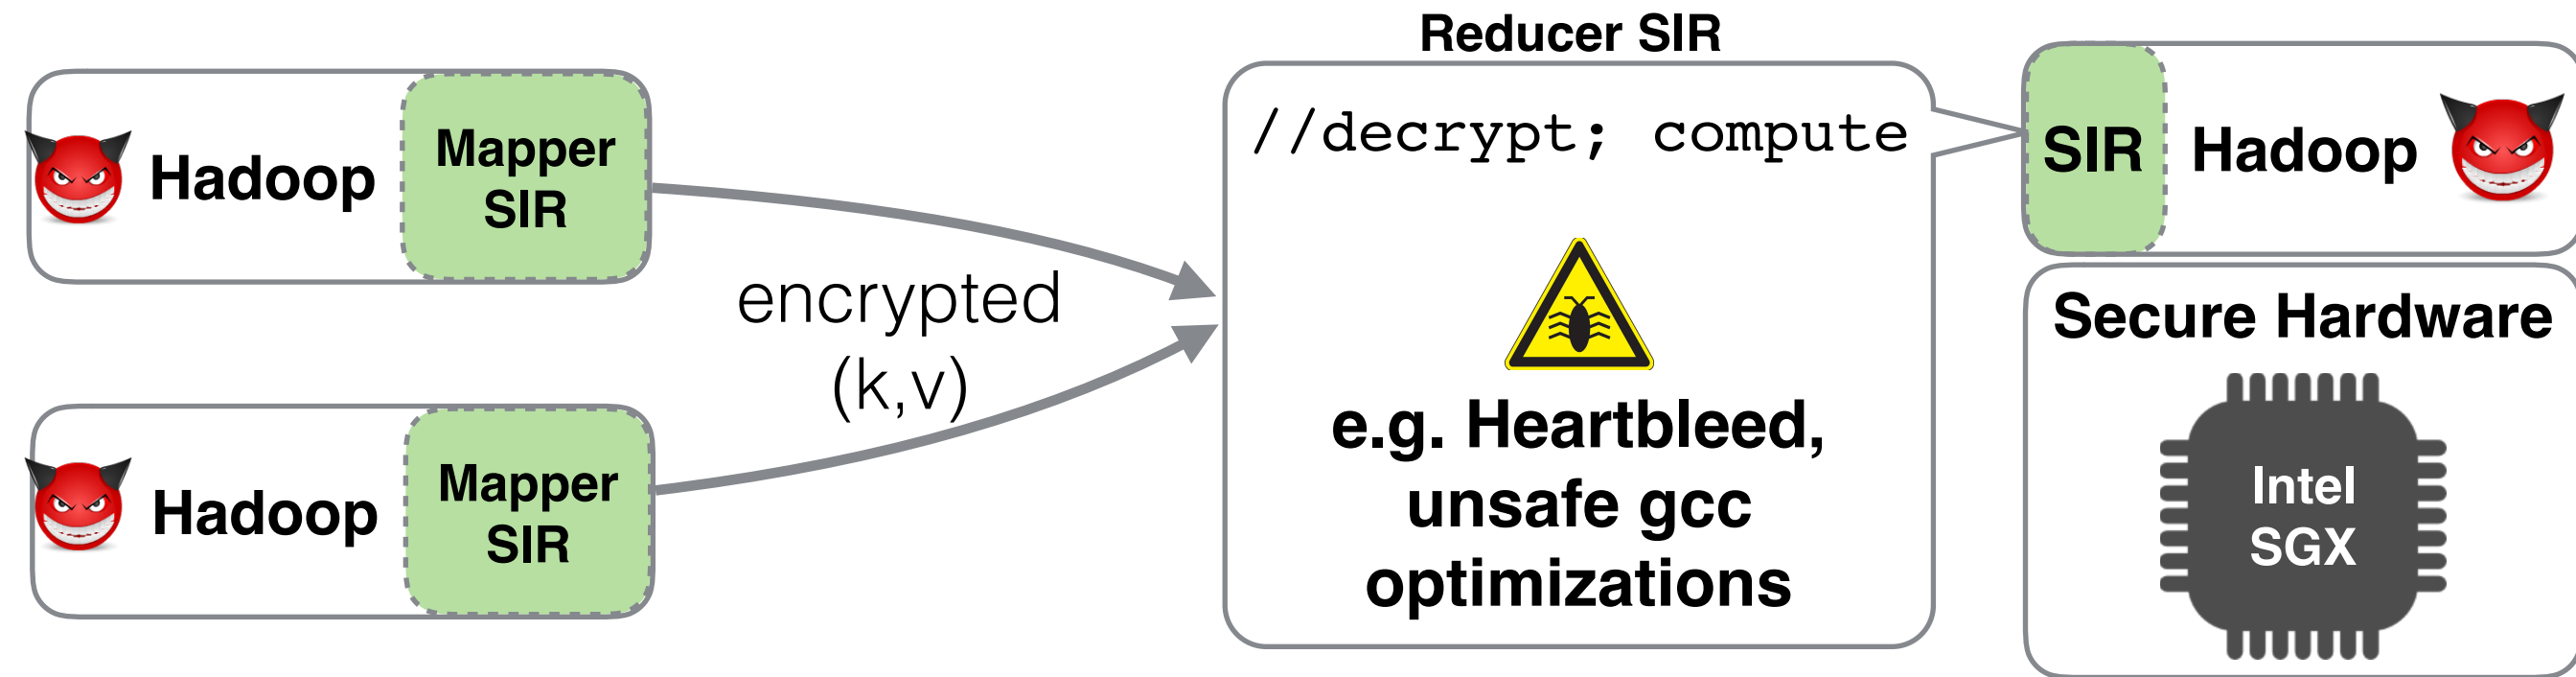 Hadoop
Mapper
SIR
Hadoop
Mapper
SIR
encrypted
(k,v)
Reducer SIR
//decrypt; compute
e.g. Heartbleed,
unsafe gcc
optimizations
SIR
Hadoop
Secure Hardware
Intel
SGX